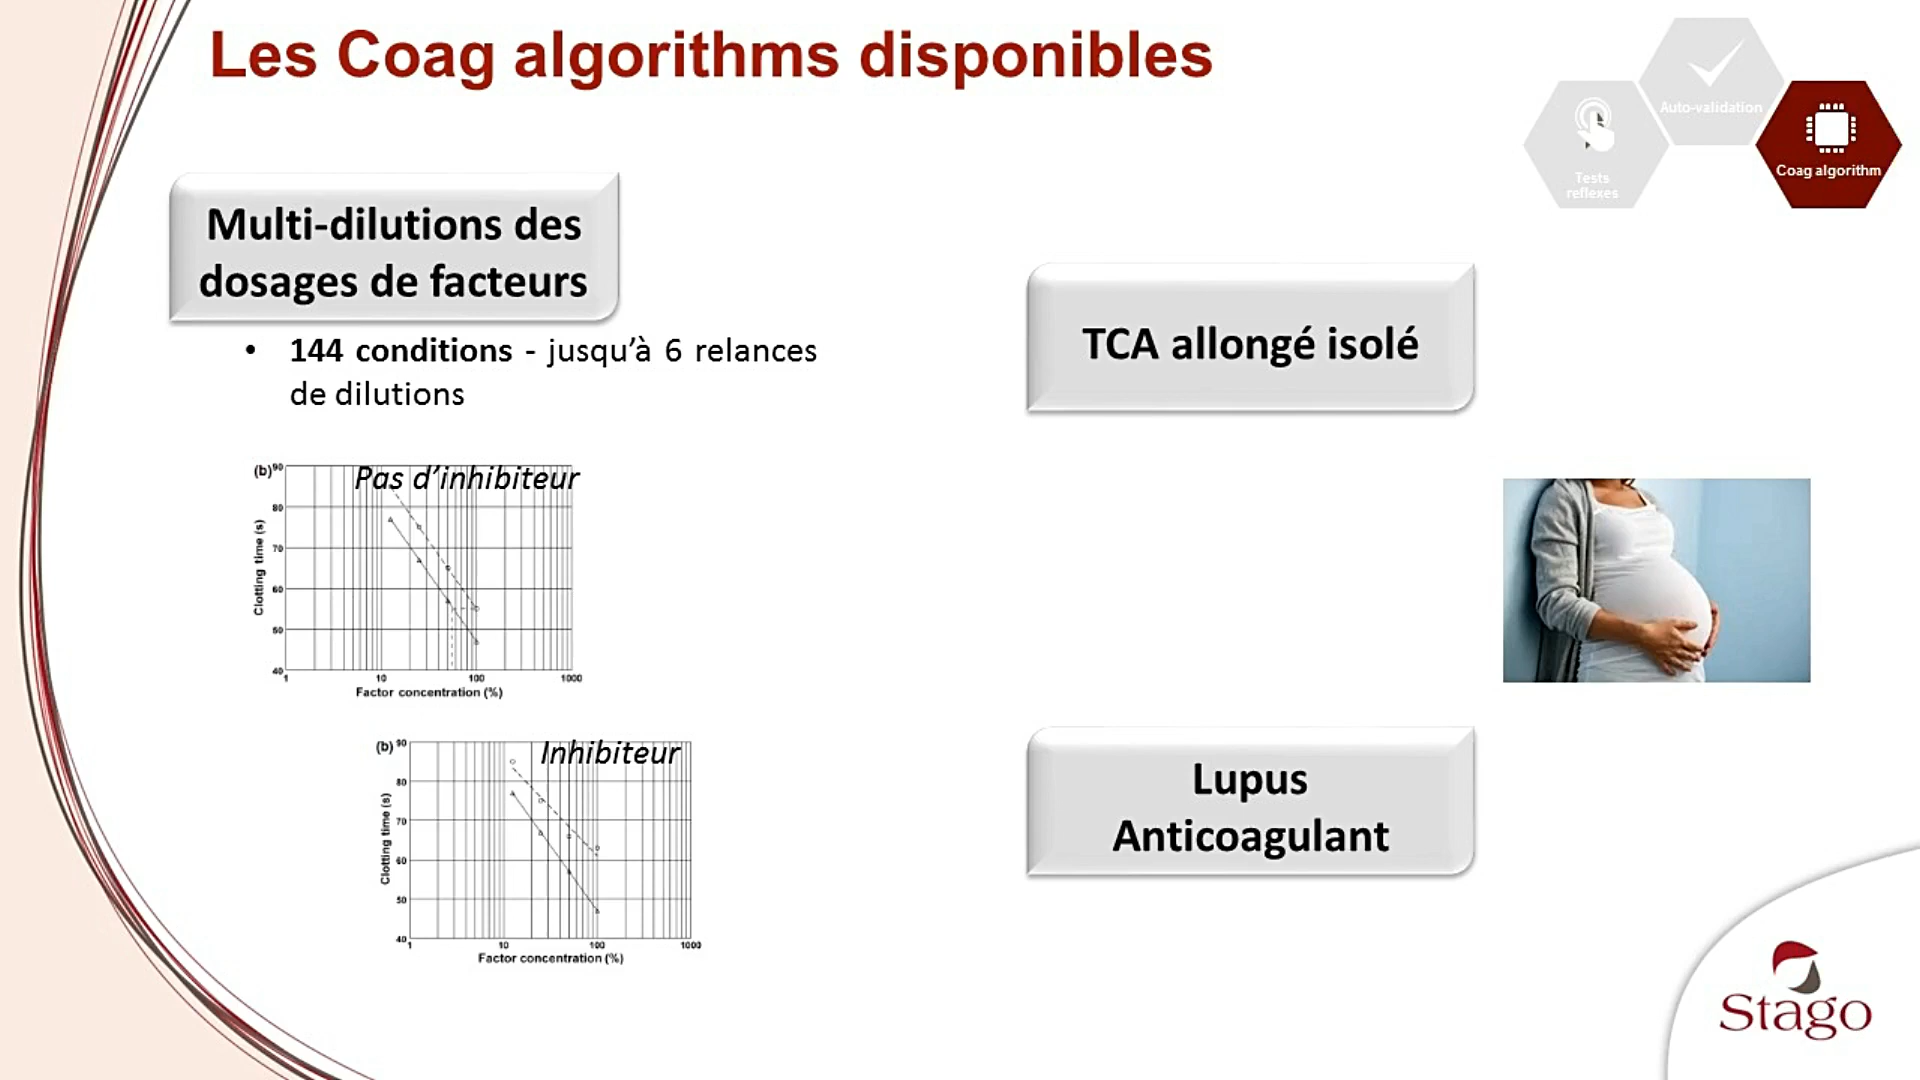 Les Coag algorithms disponibles
Auto-validation
Tests
reflexes
Coag algorithm
Multi-dilutions des
dosages de facteurs
• 144 conditions - jusqu’à 6 relances
de dilutions
TCA allongé isolé
(b)
Pas d’inhibiteur
90
80
70
60
50
40
Clotting time (s)
1 10 100 1000
Factor concentration (%)
(b)
Inhibiteur
90
80
70
60
50
40
Clotting time (s)
1 10 100 1000
Factor concentration (%)
Lupus
Anticoagulant
Stago